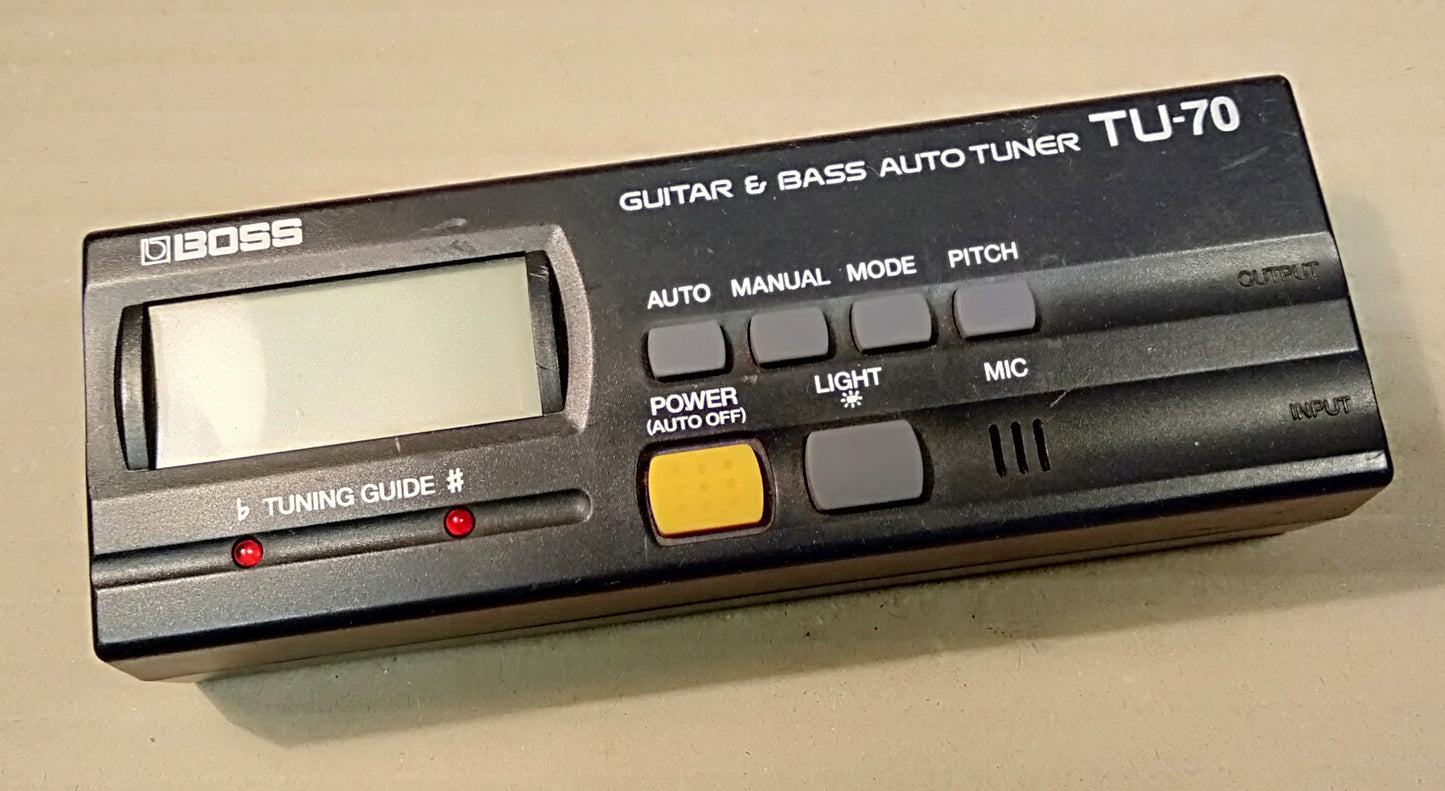 BOSS
GUITAR & BASS AUTO TUNER TU-70
AUTO MANUAL MODE PITCH
OUTPUT
POWER
(AUTO OFF)
LIGHT
MIC
INPUT
♭ TUNING GUIDE #